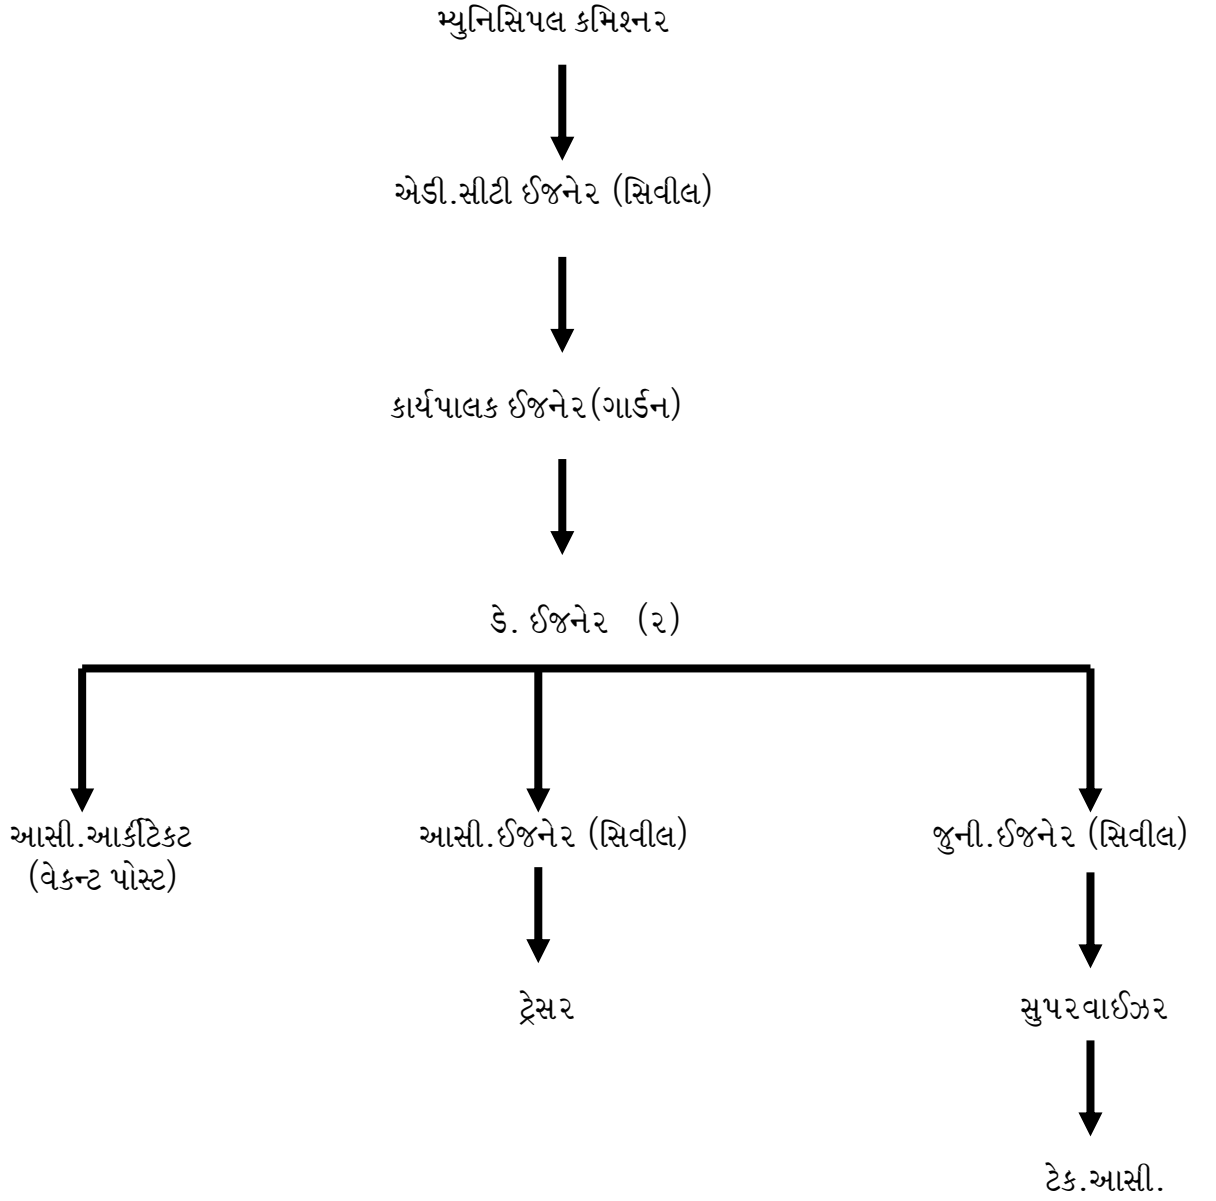 મ્યુનિસિપલ કમિશ્નર
એડી.સીટી ઈજનેર (સિવીલ)
કાર્યપાલક ઈજનેર(ગાર્ડન)
ડે. ઈજનેર (૨)
આસી.આર્કીટેકટ
(વેકન્ટ પોસ્ટ)
આસી.ઈજનેર (સિવીલ)
જુની.ઈજનેર (સિવીલ)
ટ્રેસર
સુપરવાઈઝર
ટેક.આસી.